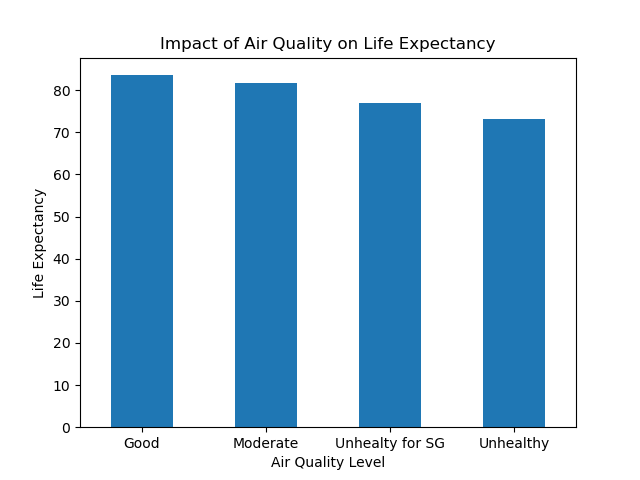 Impact of Air Quality on Life Expectancy
80
70
60
50
40
30
20
10
0
Life Expectancy
Good Moderate Unhealty for SG Unhealthy
Air Quality Level